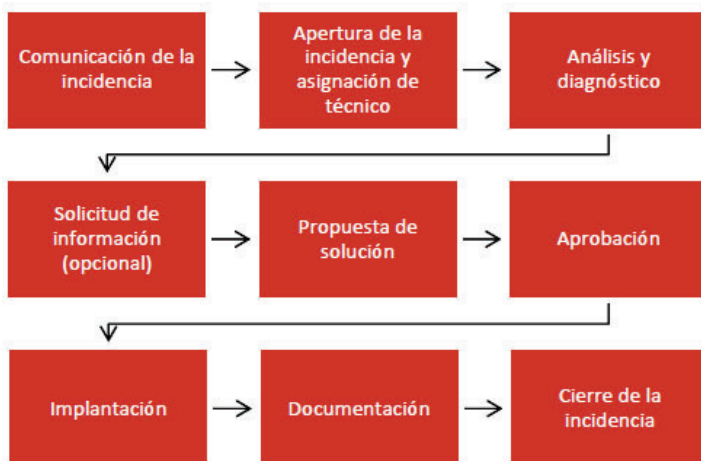 Comunicación de la
incidencia
Apertura de la
incidencia y
asignación de
técnico
Análisis y
diagnóstico
Solicitud de
información
(opcional)
Propuesta de
solución
Aprobación
Implantación
Documentación
Cierre de la
incidencia